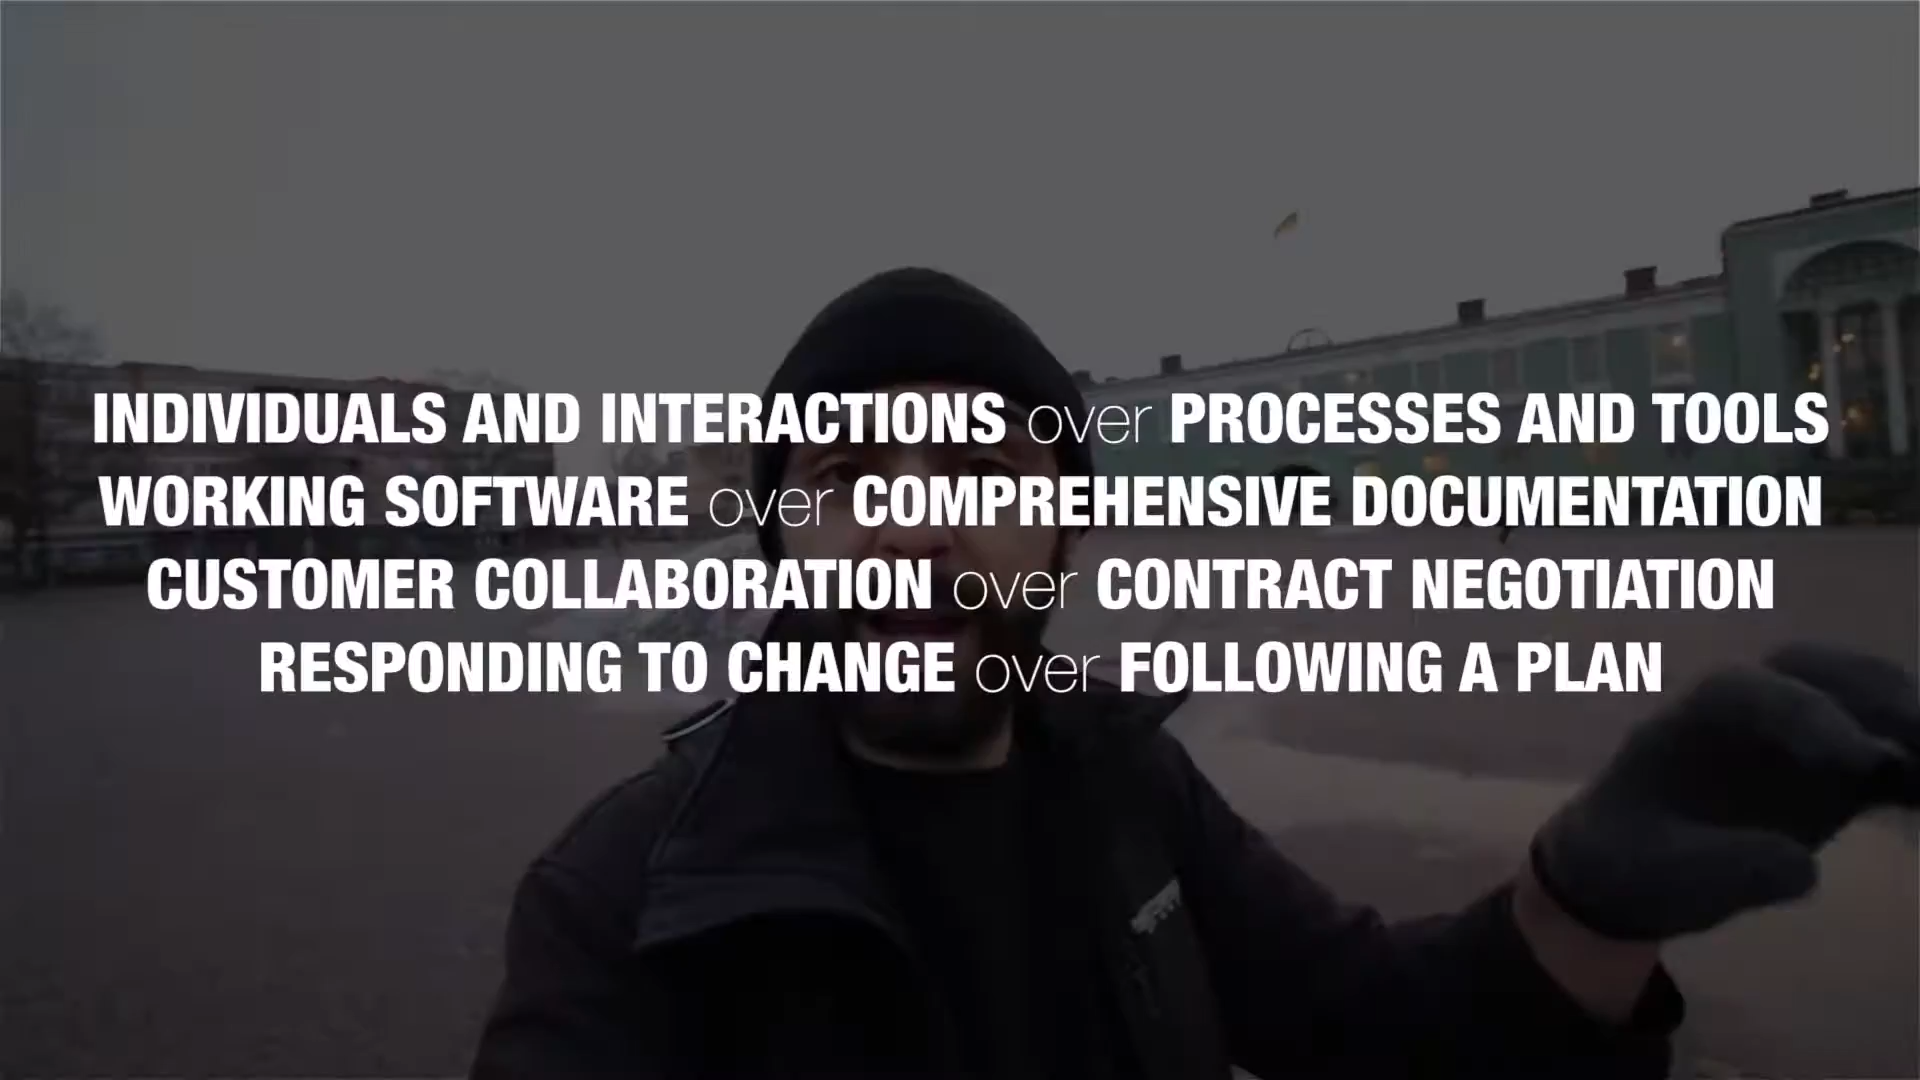 INDIVIDUALS AND INTERACTIONS over PROCESSES AND TOOLS
WORKING SOFTWARE over COMPREHENSIVE DOCUMENTATION
CUSTOMER COLLABORATION over CONTRACT NEGOTIATION
RESPONDING TO CHANGE over FOLLOWING A PLAN